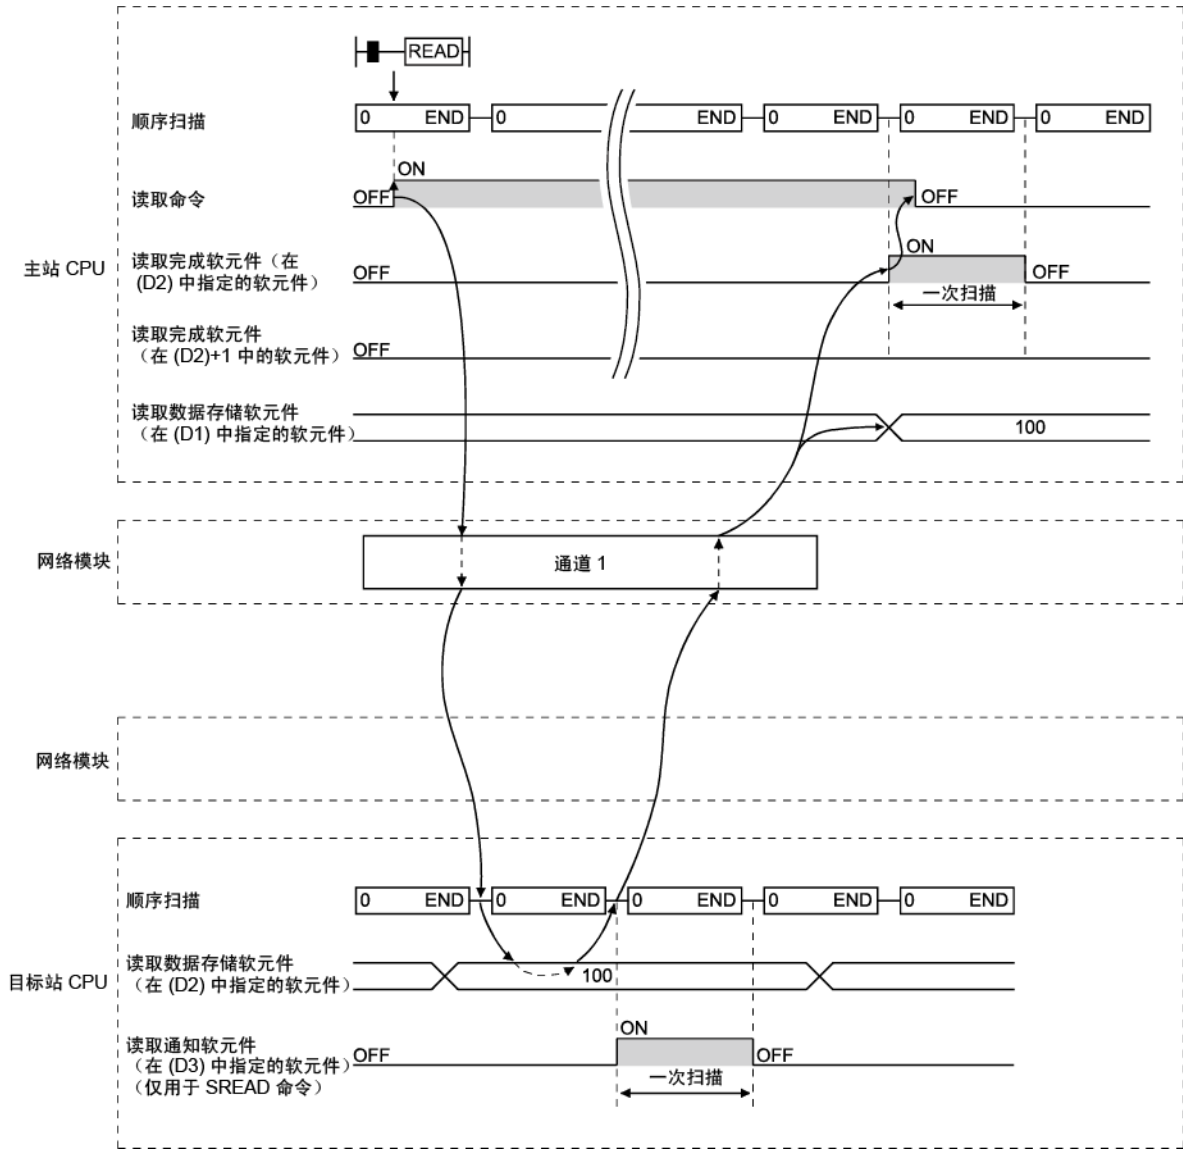 READ
顺序扫描
0 END 0 END 0 END 0 END 0 END
ON
读取命令
OFF
OFF
主站 CPU
读取完成软元件（在
(D2) 中指定的软元件）
OFF
ON
OFF
一次扫描
读取完成软元件
（在 (D2)+1 中的软元件）
OFF
读取数据存储软元件
（在 (D1) 中指定的软元件）
100
网络模块
通道 1
网络模块
顺序扫描
0 END 0 END 0 END 0 END 0 END
目标站 CPU
读取数据存储软元件
（在 (D2) 中指定的软元件）
100
读取通知软元件
（在 (D3) 中指定的软元件）
（仅用于 SREAD 命令）
OFF
ON
OFF
一次扫描